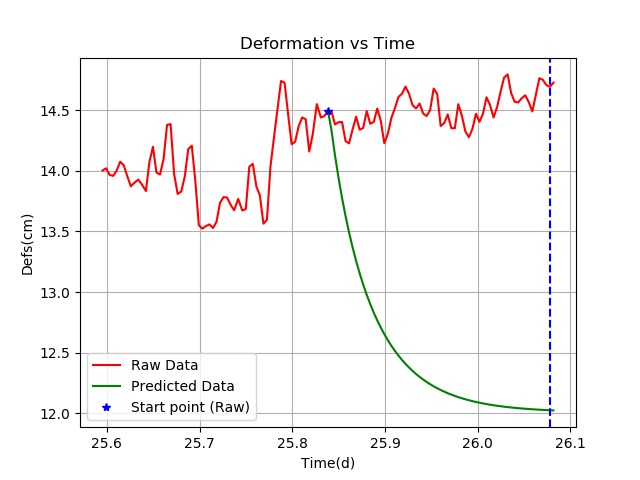 Deformation vs Time
Defs(cm)
14.5
14.0
13.5
13.0
12.5
12.0
Raw Data
Predicted Data
Start point (Raw)
25.6 25.7 25.8 25.9 26.0 26.1
Time(d)